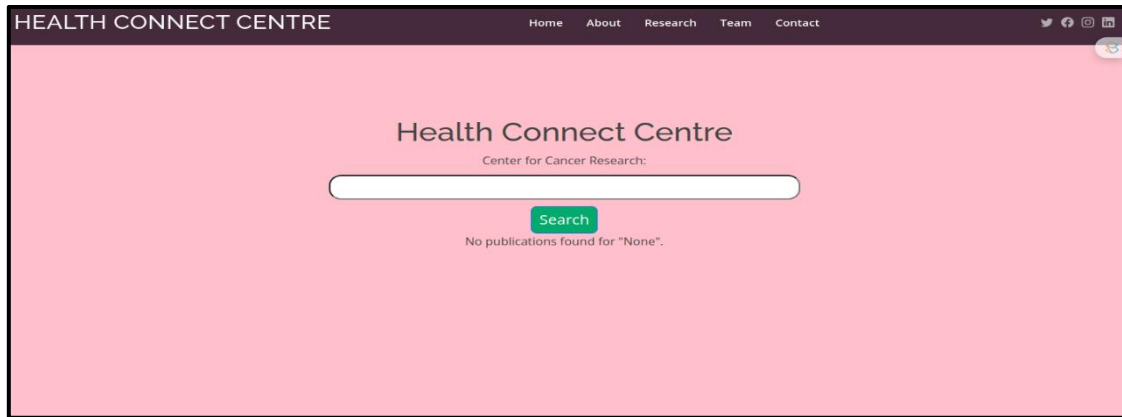 HEALTH CONNECT CENTRE Home About Research Team Contact
Health Connect Centre
Center for Cancer Research:
Search
No publications found for "None".